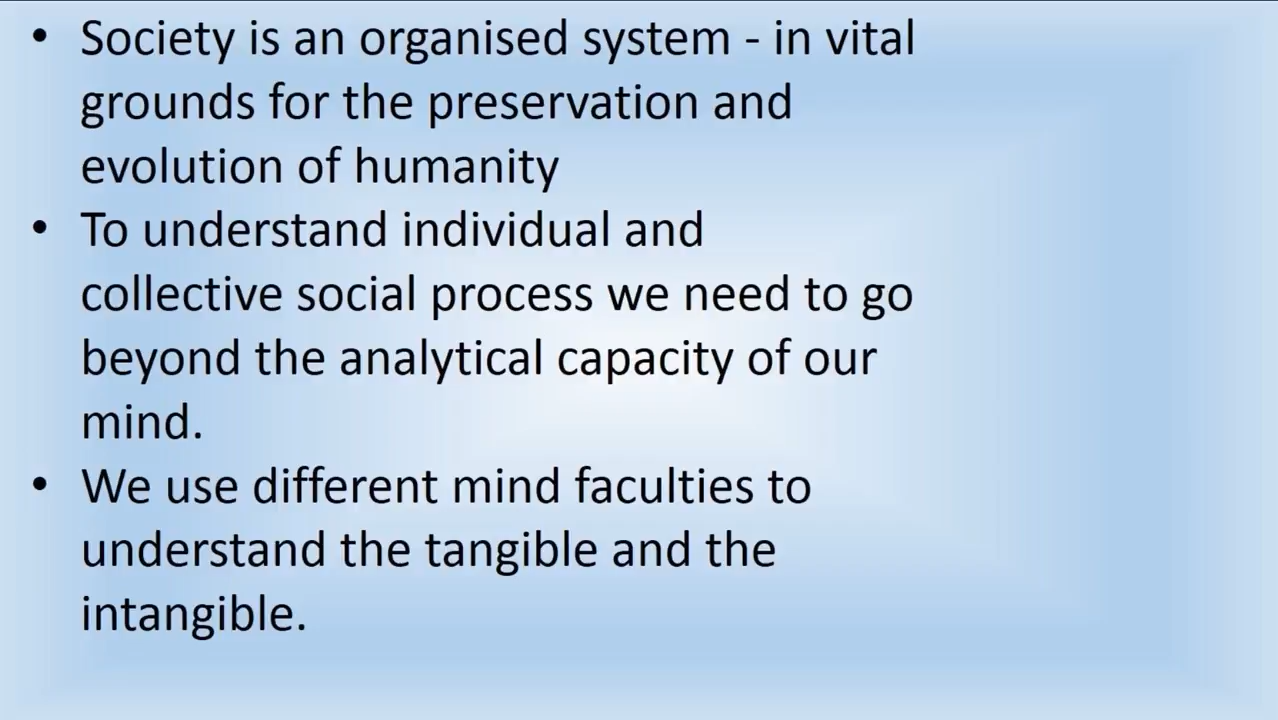 • Society is an organised system - in vital
grounds for the preservation and
evolution of humanity
• To understand individual and
collective social process we need to go
beyond the analytical capacity of our
mind.
• We use different mind faculties to
understand the tangible and the
intangible.